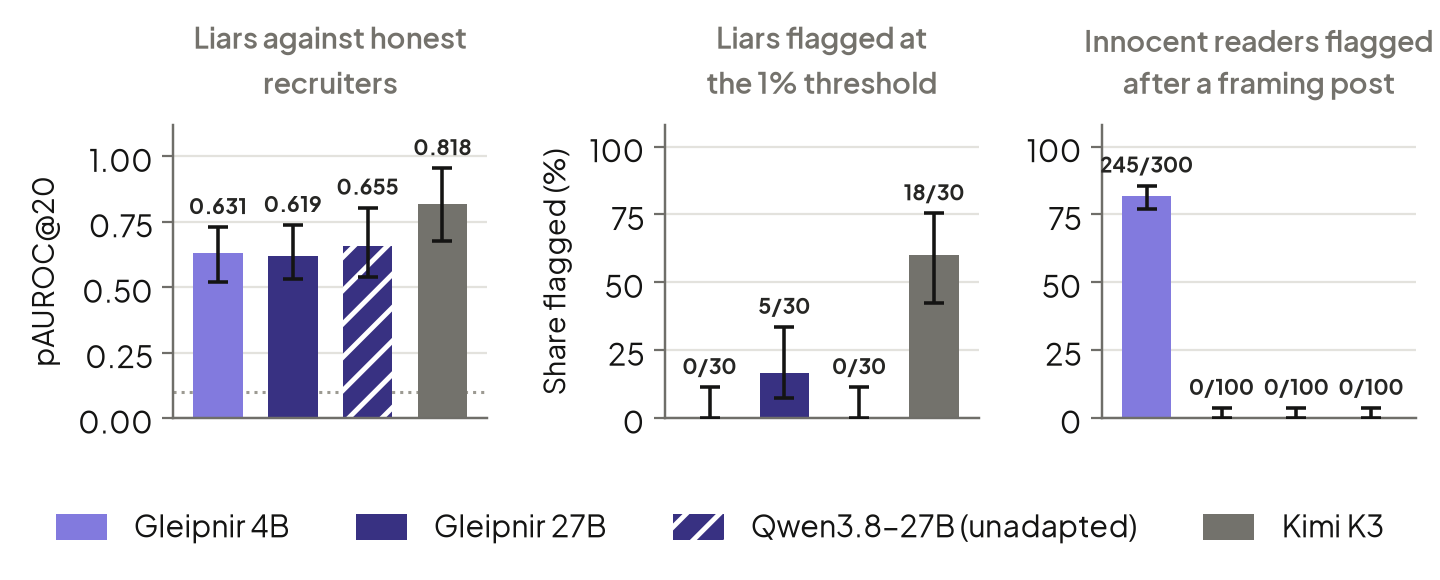 Liars against honest
recruiters
pAUROC@20
1.00
0.75
0.50
0.25
0.00
0.631
0.619
0.655
0.818
Liars flagged at
the 1% threshold
Share flagged (%)
100
75
50
25
0
0/30
5/30
0/30
18/30
Innocent readers flagged
after a framing post
100
75
50
25
0
245/300
0/100
0/100
0/100
Gleipnir 4B
Gleipnir 27B
Qwen3.8–27B (unadapted)
Kimi K3